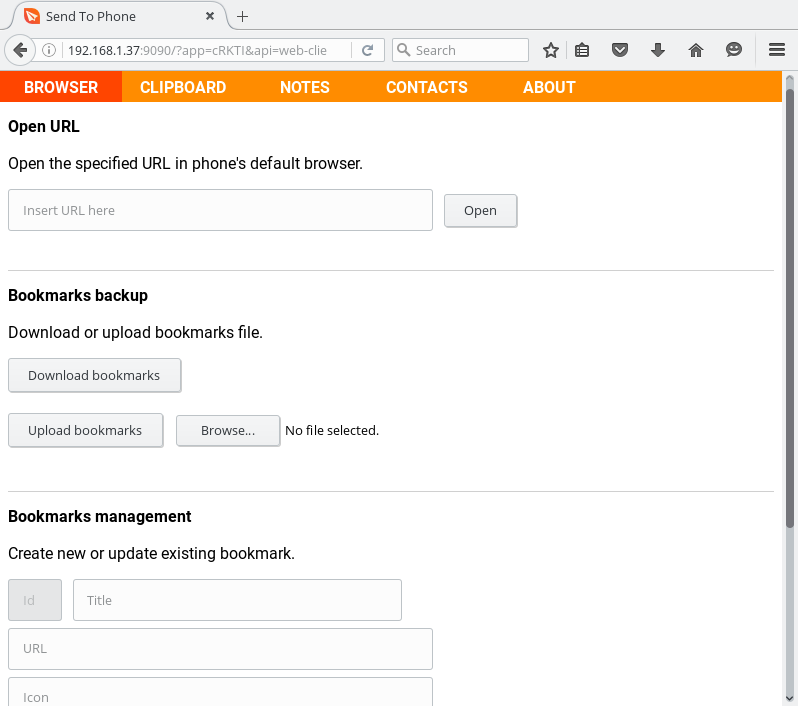 Send To Phone
192.168.1.37:9090/?app=cRKTI&api=web-clie
Search
BROWSER CLIPBOARD NOTES CONTACTS ABOUT
Open URL
Open the specified URL in phone's default browser.
Insert URL here Open
Bookmarks backup
Download or upload bookmarks file.
Download bookmarks
Upload bookmarks Browse... No file selected.
Bookmarks management
Create new or update existing bookmark.
Id Title
URL
Icon